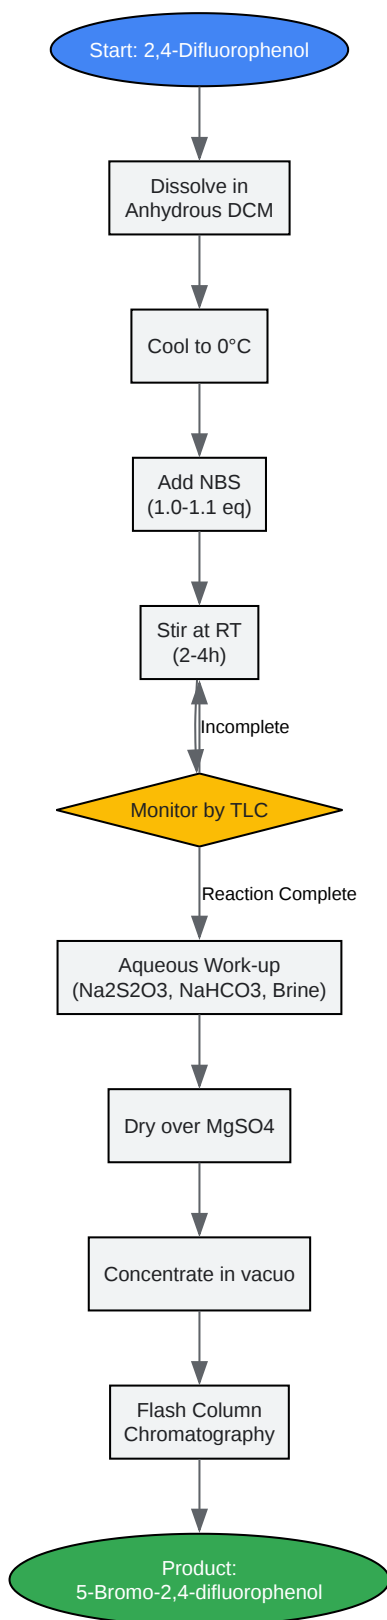 Start: 2,4-Difluorophenol
Dissolve in
Anhydrous DCM
Cool to 0°C
Add NBS
(1.0-1.1 eq)
Stir at RT
(2-4h)
Incomplete
Monitor by TLC
Reaction Complete
Aqueous Work-up
(Na2S2O3, NaHCO3, Brine)
Dry over MgSO4
Concentrate in vacuo
Flash Column
Chromatography
Product:
5-Bromo-2,4-difluorophenol